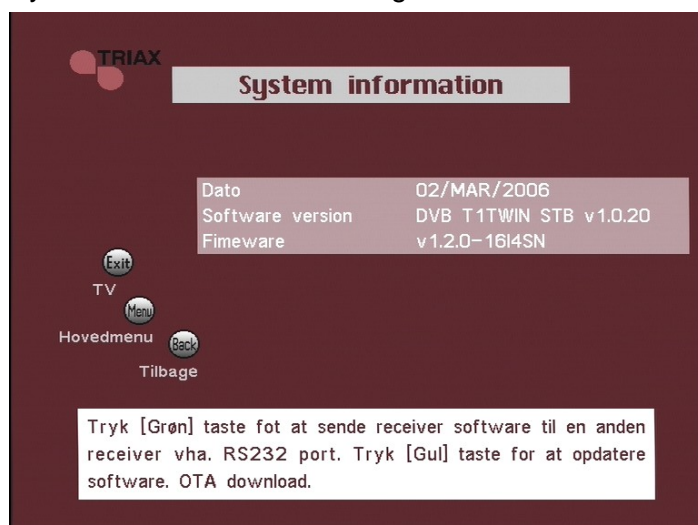 TRIAX
System information
Dato 02/MAR/2006
Software version DVB T1TWIN STB v1.0.20
Fimeware v1.2.0-16I4SN
Exit
TV
Menu
Hovedmenu
Back
Tilbage
Tryk [Grøn] taste fot at sende receiver software til en anden
receiver vha. RS232 port. Tryk [Gul] taste for at opdatere
software. OTA download.